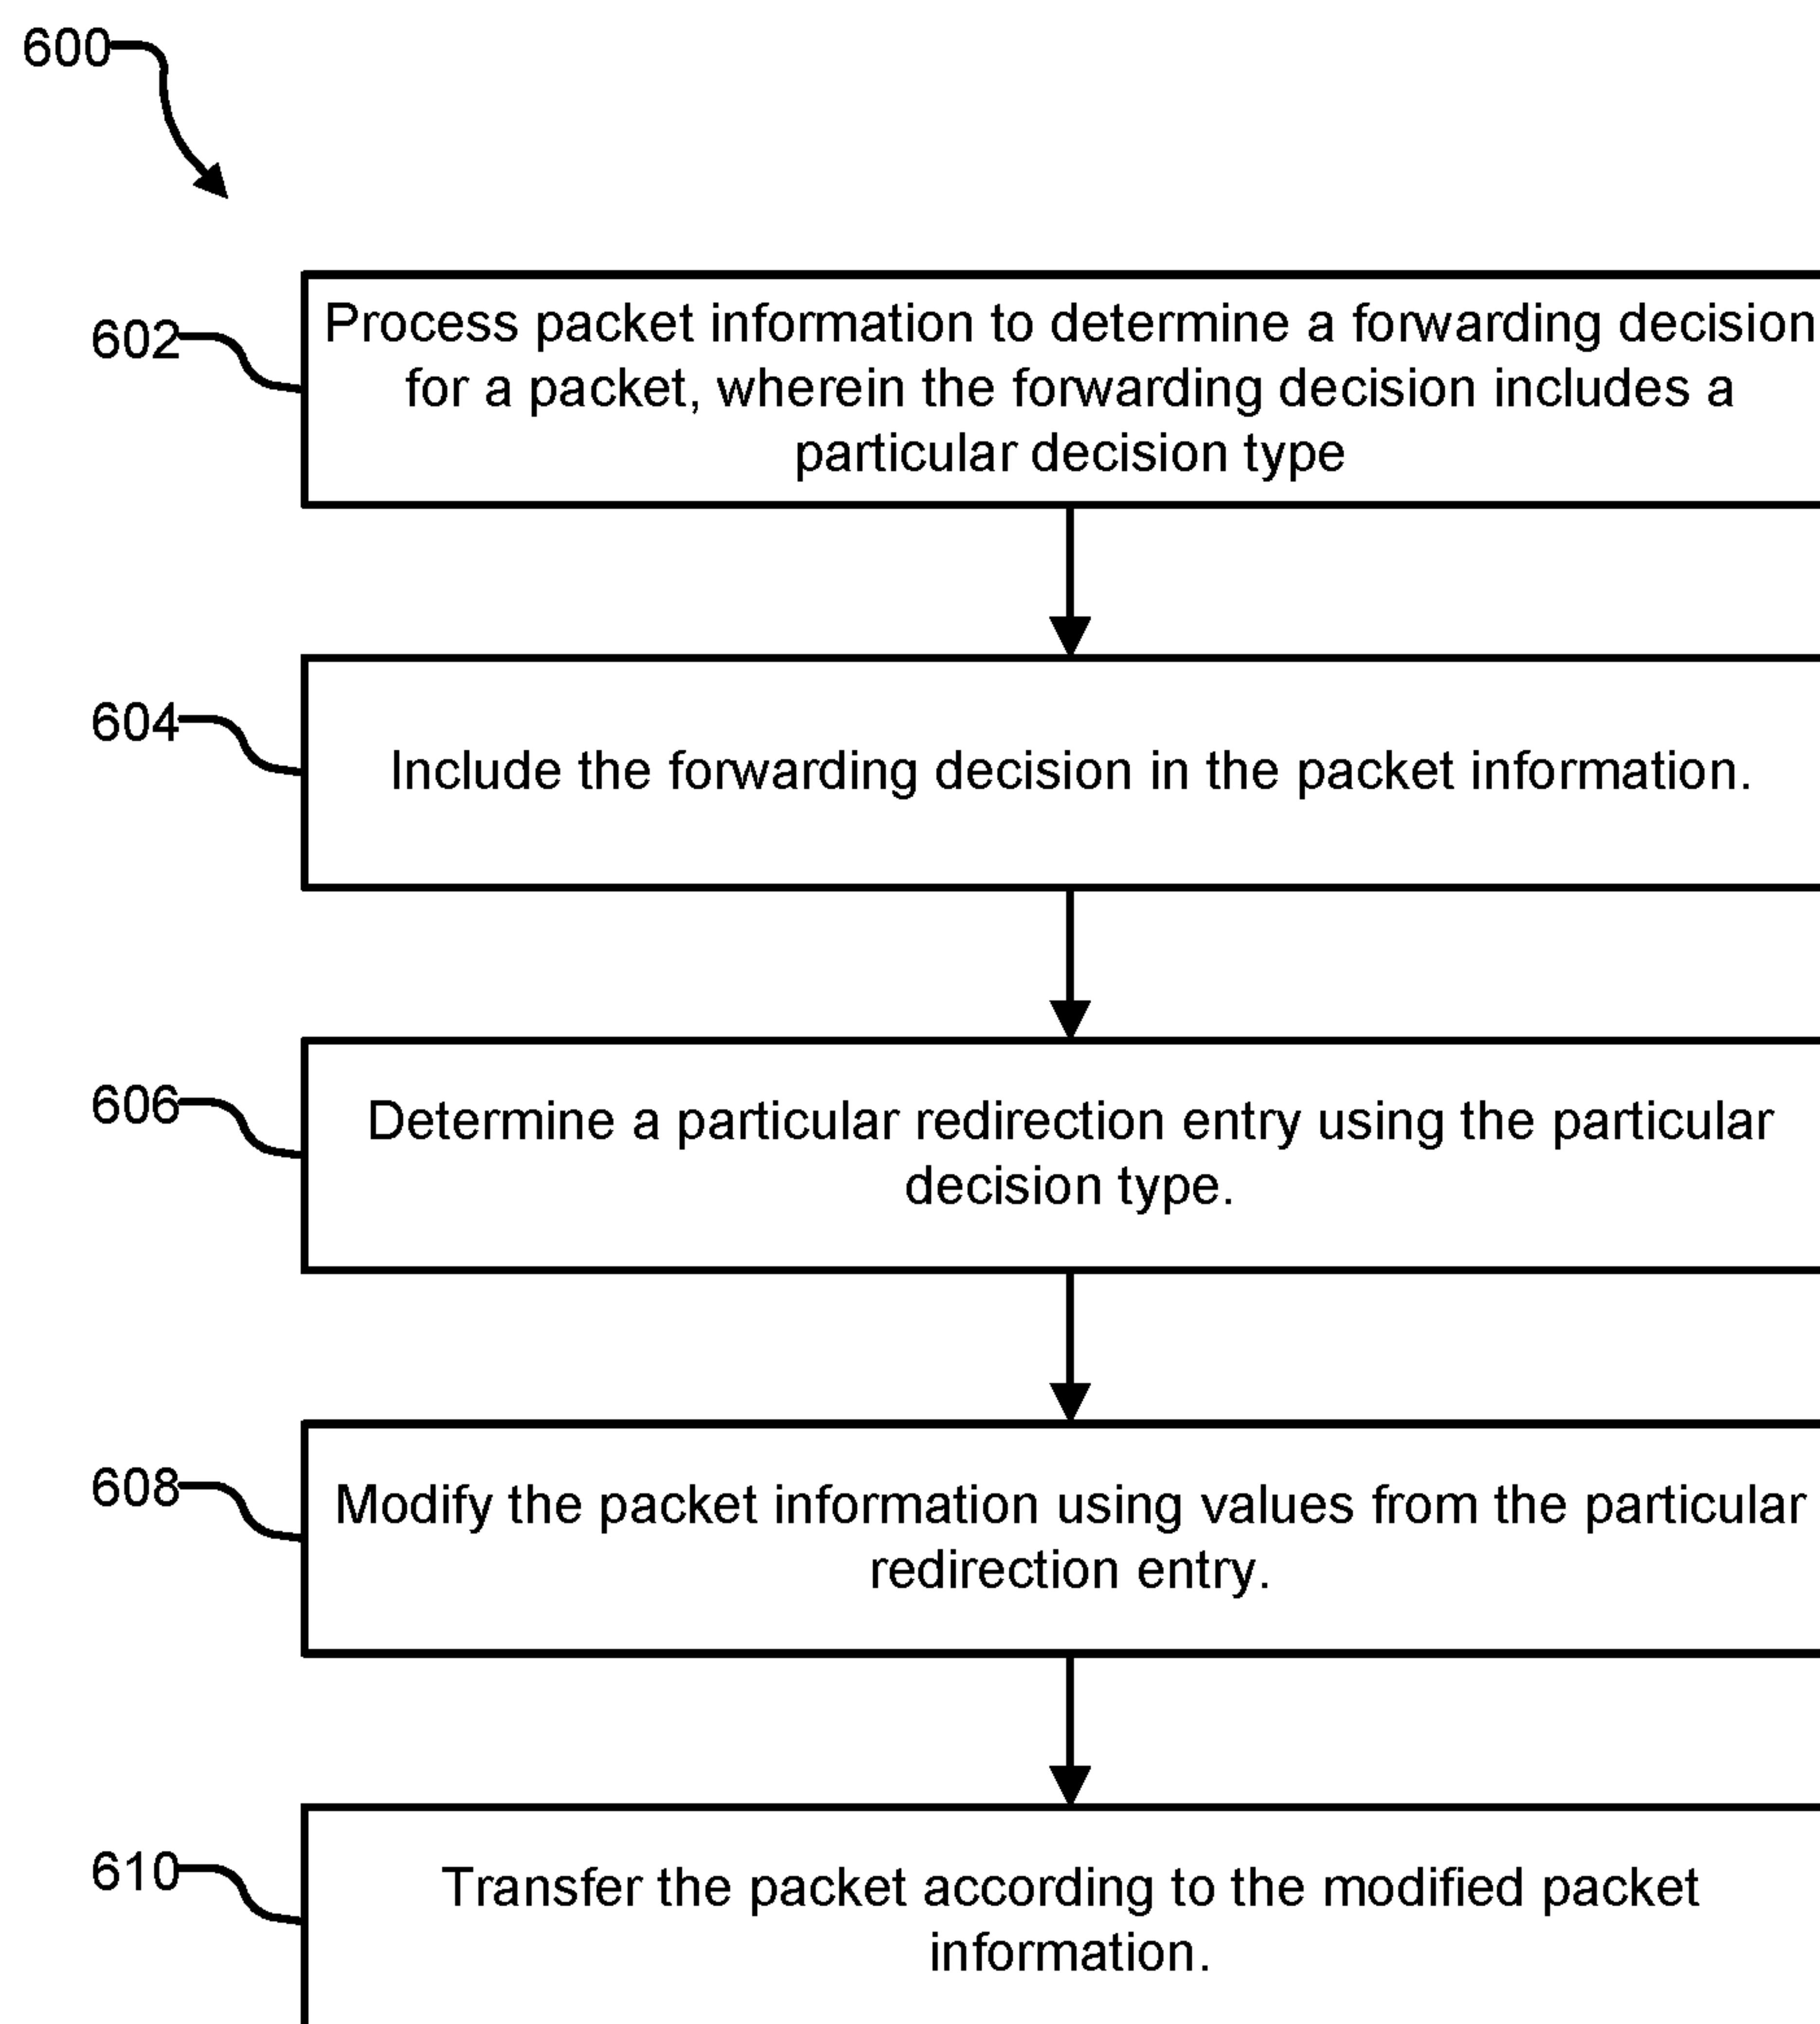 600
602
Process packet information to determine a forwarding decision
for a packet, wherein the forwarding decision includes a
particular decision type
604
Include the forwarding decision in the packet information.
606
Determine a particular redirection entry using the particular
decision type.
608
Modify the packet information using values from the particular
redirection entry.
610
Transfer the packet according to the modified packet
information.